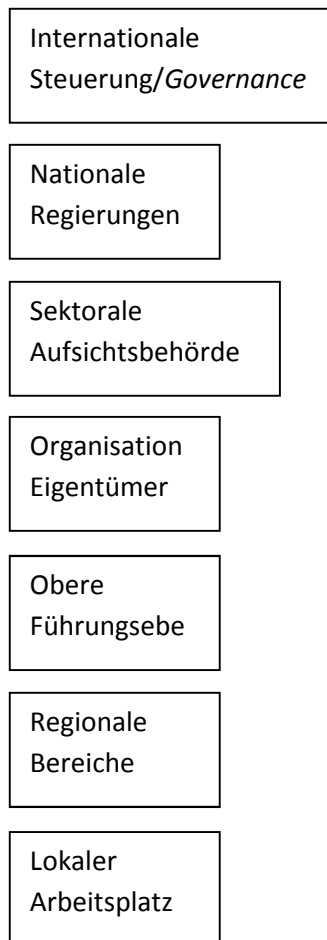 Internationale
Steuerung/Governance
Nationale
Regierungen
Sektorale
Aufsichtsbehörde
Organisation
Eigentümer
Obere
Führungsebe
Regionale
Bereiche
Lokaler
Arbeitsplatz